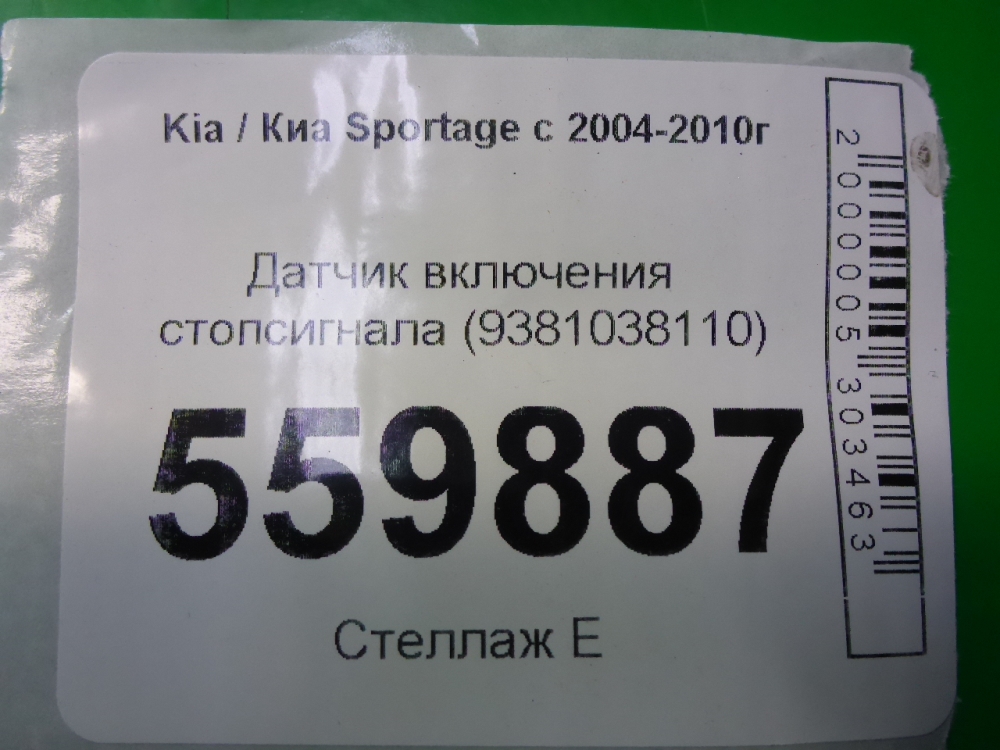 Kia / Киа Sportage с 2004-2010г
Датчик включения
стопсигнала (9381038110)
559887
Стеллаж Е
2000005303463